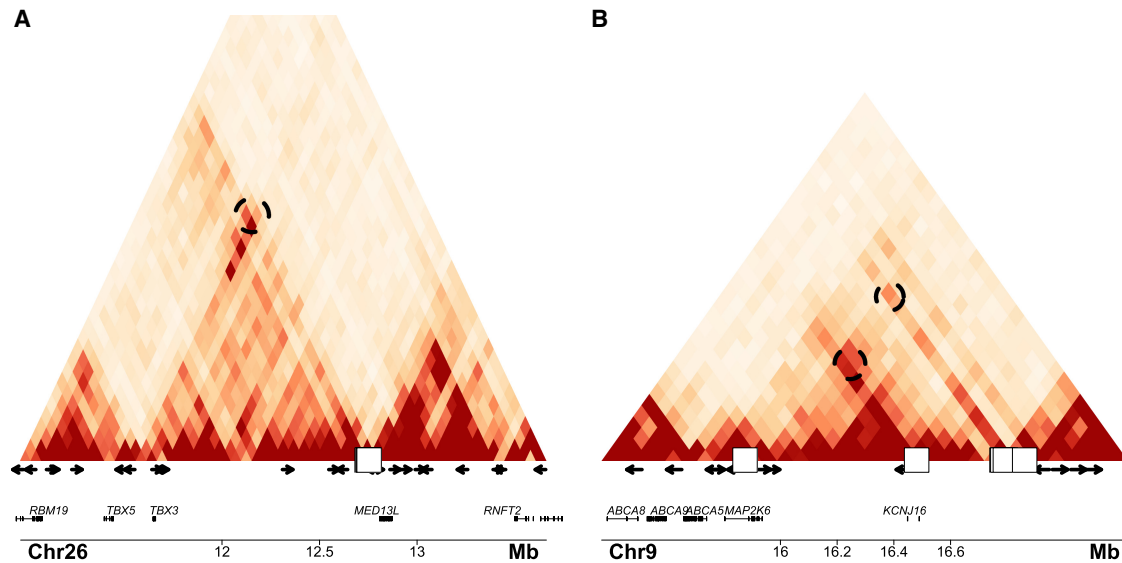 A
B
RBM19 TBX5 TBX3 MED13L RNFT2
ABCA8 ABCA9 ABCA5 MAP2K6 KCNJ16
Chr26 12 12.5 13 Mb
Chr9 16 16.2 16.4 16.6 Mb